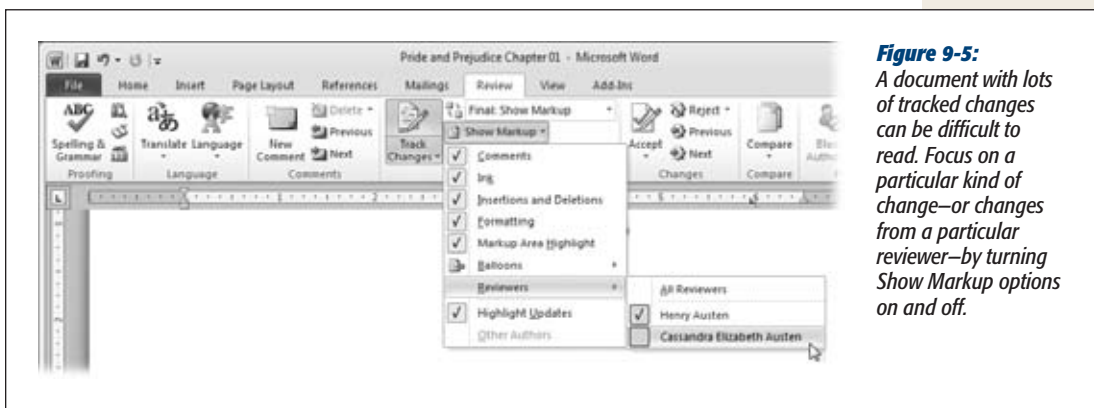 Pride and Prejudice Chapter 01 - Microsoft Word
File Home Insert Page Layout References Mailings Review View Add-Ins
ABC
Spelling & Grammar
Translate
Language
New Comment
Delete
Previous
Next
Track Changes
Final: Show Markup
Show Markup
Accept
Reject
Previous
Next
Compare
Proofing Language Comments Changes Compare
Comments
Ink
Insertions and Deletions
Formatting
Markup Area Highlight
Balloons
Reviewers
Highlight Updates
Other Authors
All Reviewers
Henry Austen
Cassandra Elizabeth Austen
Figure 9-5:
A document with lots
of tracked changes
can be difficult to
read. Focus on a
particular kind of
change—or changes
from a particular
reviewer—by turning
Show Markup options
on and off.